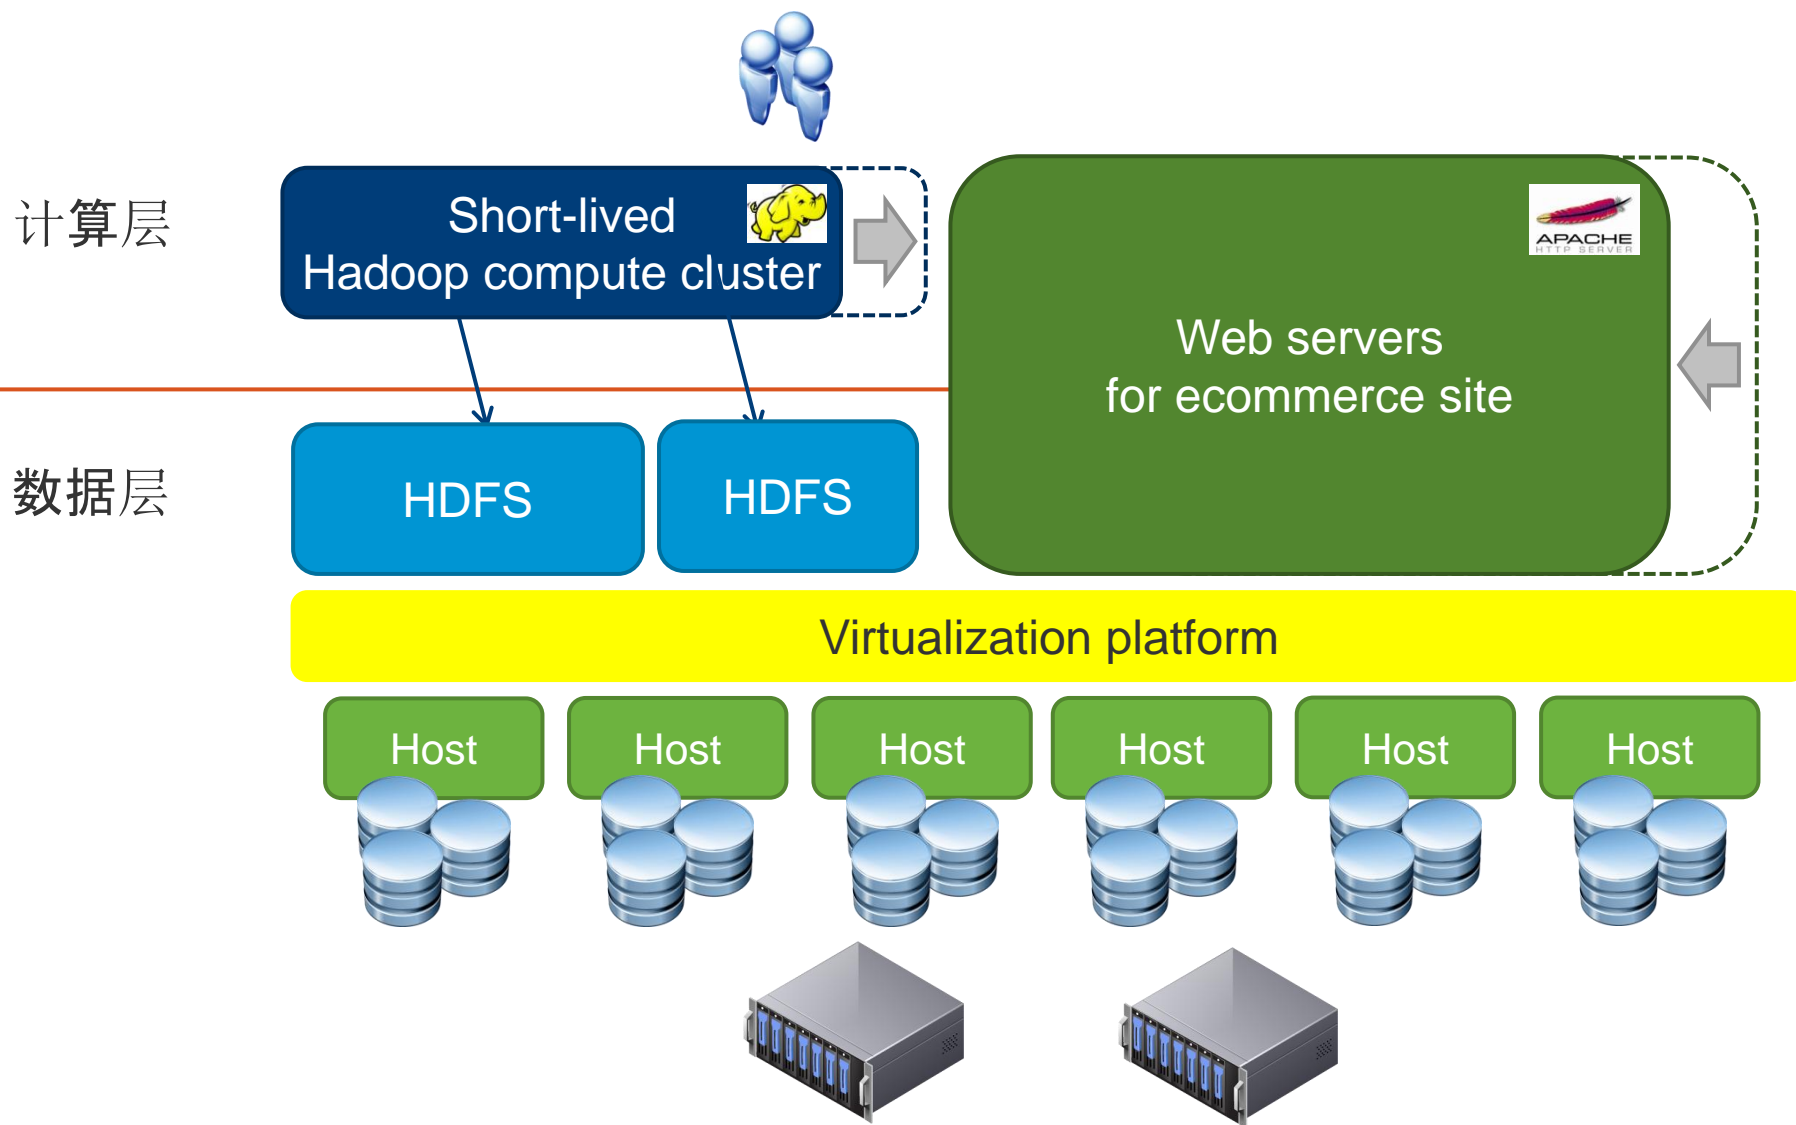 计算层
Short-lived
Hadoop compute cluster
APACHE
HTTP SERVER
Web servers
for ecommerce site
数据层
HDFS
HDFS
Virtualization platform
Host
Host
Host
Host
Host
Host